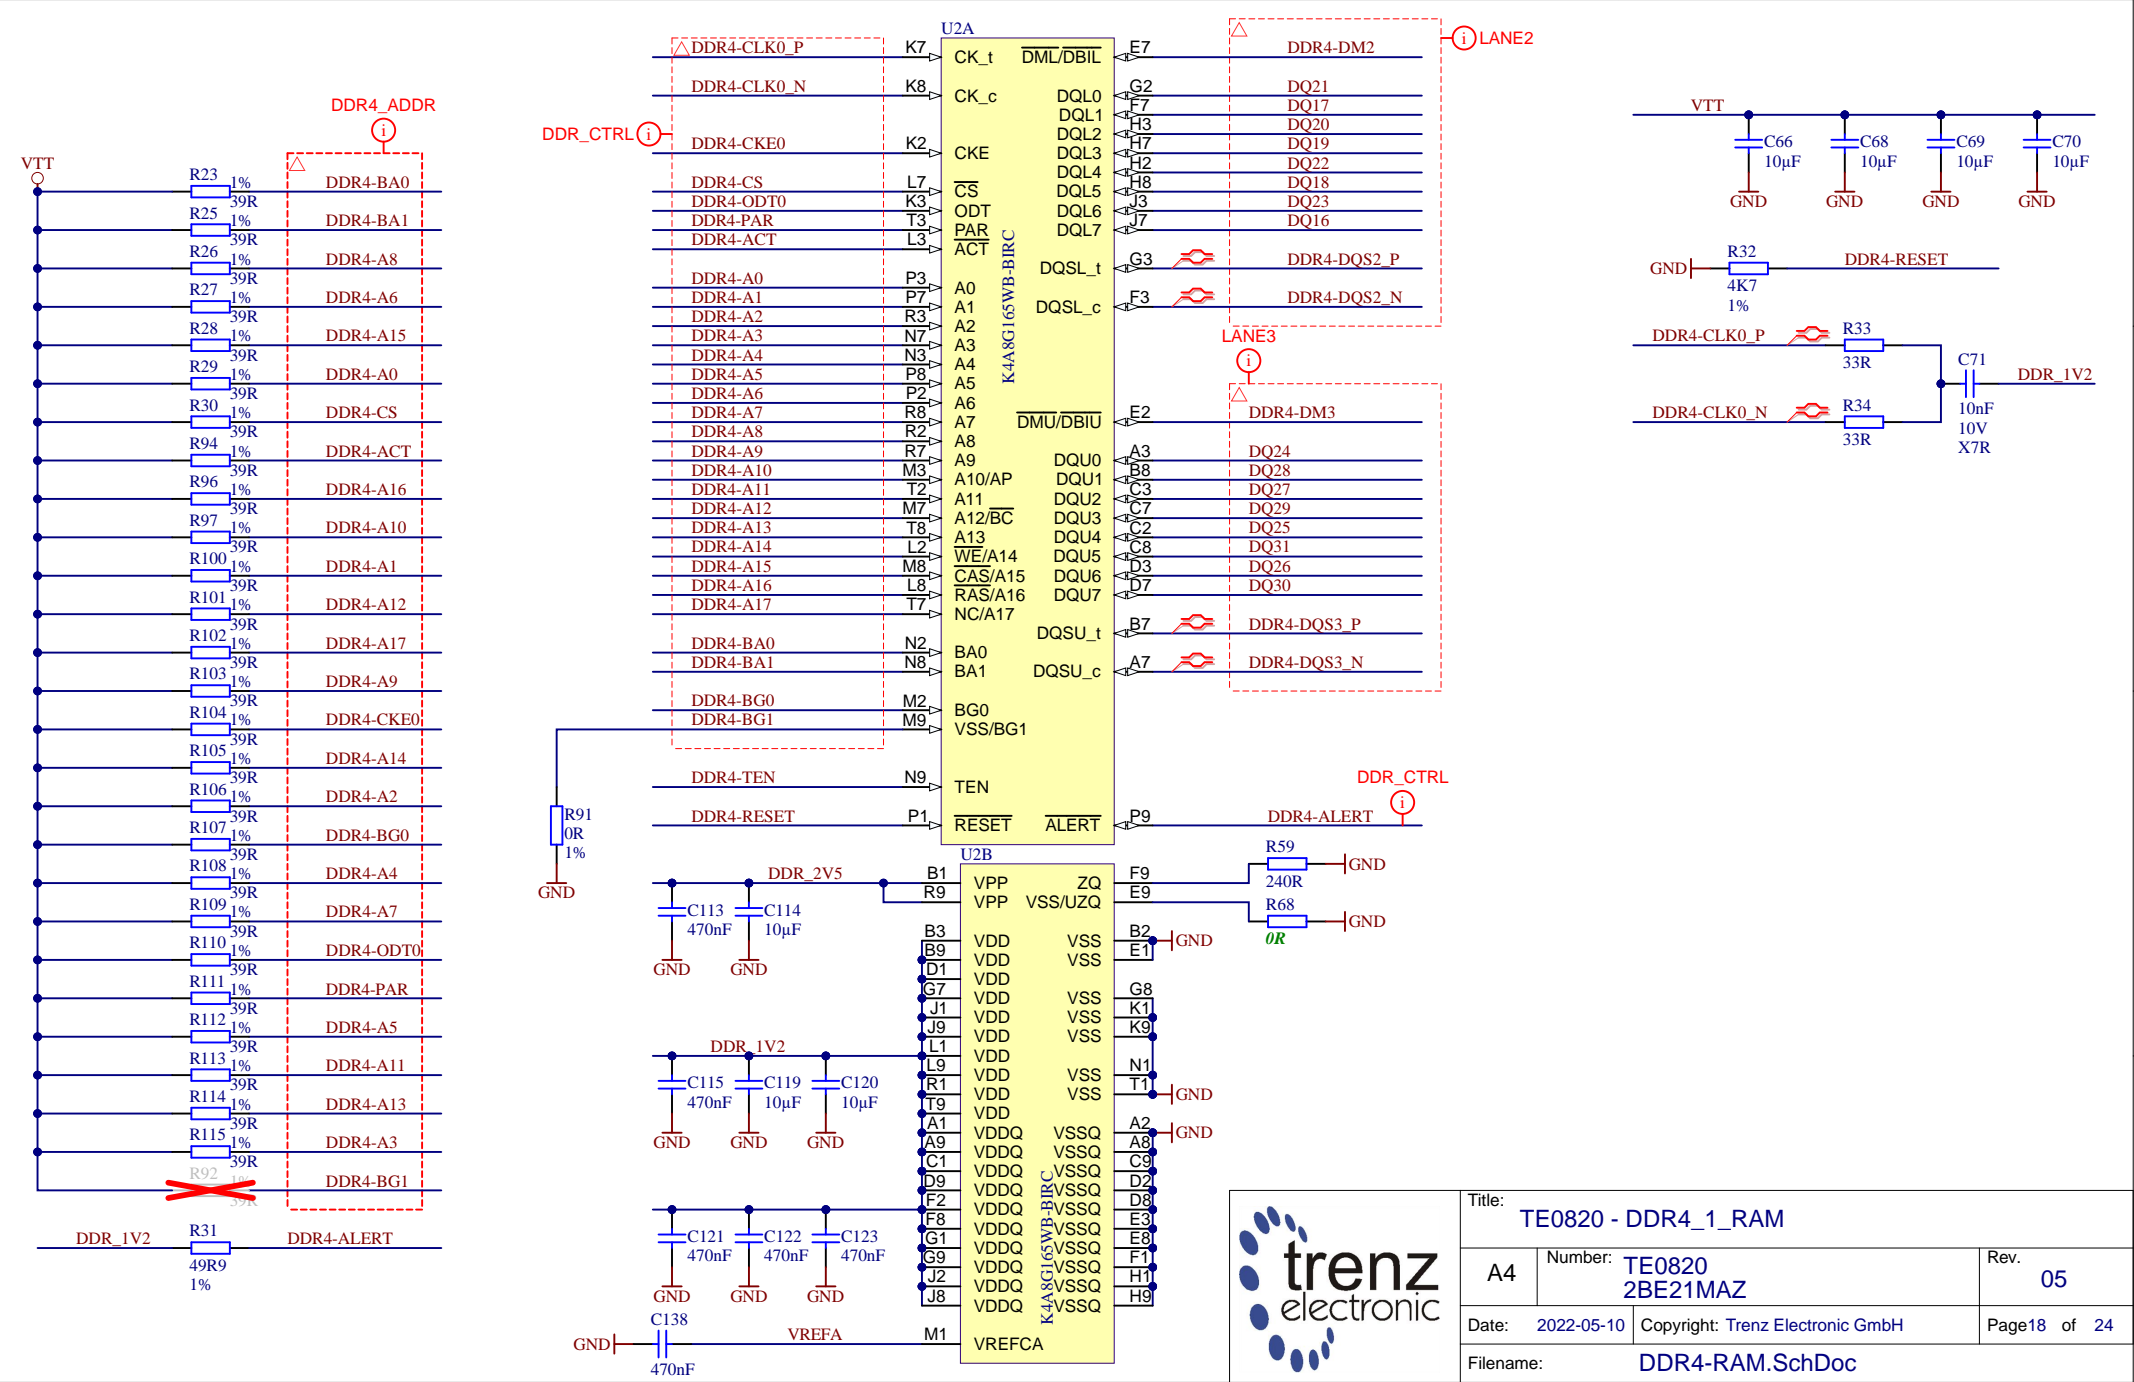 DDR4_ADDR
i
VTT
R23 1% 39R DDR4-BA0
R25 1% 39R DDR4-BA1
R26 1% 39R DDR4-A8
R27 1% 39R DDR4-A6
R28 1% 39R DDR4-A15
R29 1% 39R DDR4-A0
R30 1% 39R DDR4-CS
R94 1% 39R DDR4-ACT
R96 1% 39R DDR4-A16
R97 1% 39R DDR4-A10
R100 1% 39R DDR4-A1
R101 1% 39R DDR4-A12
R102 1% 39R DDR4-A17
R103 1% 39R DDR4-A9
R104 1% 39R DDR4-CKE0
R105 1% 39R DDR4-A14
R106 1% 39R DDR4-A2
R107 1% 39R DDR4-BG0
R108 1% 39R DDR4-A4
R109 1% 39R DDR4-A7
R110 1% 39R DDR4-ODT0
R111 1% 39R DDR4-PAR
R112 1% 39R DDR4-A5
R113 1% 39R DDR4-A11
R114 1% 39R DDR4-A13
R115 1% 39R DDR4-A3
R92 1% 39R DDR4-BG1
DDR_1V2 R31 DDR4-ALERT
49R9
1%
U2A
DDR_CTRL i
K4A8G165WB-BIRC
DDR4-CLK0_P K7 CK_t
DDR4-CLK0_N K8 CK_c
DDR4-CKE0 K2 CKE
DDR4-CS L7 CS
DDR4-ODT0 K3 ODT
DDR4-PAR T3 PAR
DDR4-ACT L3 ACT
DDR4-A0 P3 A0
DDR4-A1 P7 A1
DDR4-A2 R3 A2
DDR4-A3 N7 A3
DDR4-A4 N3 A4
DDR4-A5 P8 A5
DDR4-A6 P2 A6
DDR4-A7 R8 A7
DDR4-A8 R2 A8
DDR4-A9 R7 A9
DDR4-A10 M3 A10/AP
DDR4-A11 T2 A11
DDR4-A12 M7 A12/BC
DDR4-A13 T8 A13
DDR4-A14 L2 WE/A14
DDR4-A15 M8 CAS/A15
DDR4-A16 L8 RAS/A16
DDR4-A17 T7 NC/A17
DDR4-BA0 N2 BA0
DDR4-BA1 N8 BA1
DDR4-BG0 M2 BG0
DDR4-BG1 M9 VSS/BG1
DDR4-TEN N9 TEN
DDR4-RESET P1 RESET
R91
0R
1%
GND
i LANE2
DML/DBIL E7 DDR4-DM2
DQL0 G2 DQ21
DQL1 F7 DQ17
DQL2 H3 DQ20
DQL3 H7 DQ19
DQL4 H2 DQ22
DQL5 H8 DQ18
DQL6 J3 DQ23
DQL7 J7 DQ16
DQSL_t G3 DDR4-DQS2_P
DQSL_c F3 DDR4-DQS2_N
LANE3
i
DMU/DBIU E2 DDR4-DM3
DQU0 A3 DQ24
DQU1 B8 DQ28
DQU2 C3 DQ27
DQU3 C7 DQ29
DQU4 C2 DQ25
DQU5 C8 DQ31
DQU6 D3 DQ26
DQU7 D7 DQ30
DQSU_t B7 DDR4-DQS3_P
DQSU_c A7 DDR4-DQS3_N
DDR_CTRL
i
ALERT P9 DDR4-ALERT
U2B
K4A8G165WB-BIRC
DDR_2V5 B1 VPP
R9 VPP
C113 470nF GND
C114 10µF GND
B3 VDD
B9 VDD
D1 VDD
G7 VDD
J1 VDD
J9 VDD
DDR_1V2 L1 VDD
L9 VDD
R1 VDD
T9 VDD
C115 470nF GND
C119 10µF GND
C120 10µF GND
A1 VDDQ
A9 VDDQ
C1 VDDQ
D9 VDDQ
F2 VDDQ
F8 VDDQ
G1 VDDQ
G9 VDDQ
J2 VDDQ
J8 VDDQ
C121 470nF GND
C122 470nF GND
C123 470nF GND
GND C138 470nF VREFA M1 VREFCA
ZQ F9 R59 240R GND
VSS/UZQ E9 R68 0R GND
VSS B2 GND
VSS E1
VSS G8
VSS K1
VSS K9
VSS N1
VSS T1 GND
VSSQ A2 GND
VSSQ A8
VSSQ C9
VSSQ D2
VSSQ D8
VSSQ E3
VSSQ E8
VSSQ F1
VSSQ H1
VSSQ H9
VTT
C66 10µF GND
C68 10µF GND
C69 10µF GND
C70 10µF GND
GND R32 DDR4-RESET
4K7
1%
DDR4-CLK0_P R33
33R
C71 DDR_1V2
DDR4-CLK0_N R34 10nF
33R 10V
X7R
trenz
electronic
Title:
TE0820 - DDR4_1_RAM
A4 Number: TE0820 Rev.
2BE21MAZ 05
Date: 2022-05-10 Copyright: Trenz Electronic GmbH Page18 of 24
Filename: DDR4-RAM.SchDoc